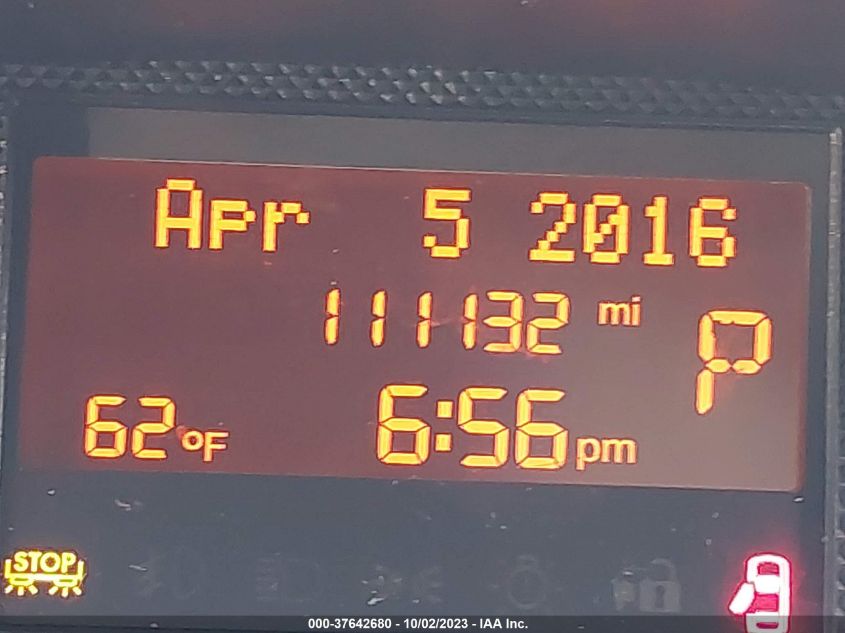 Apr 5 2016
111132 mi
P
62°F 6:56 pm
STOP
000-37642680 - 10/02/2023 - IAA Inc.